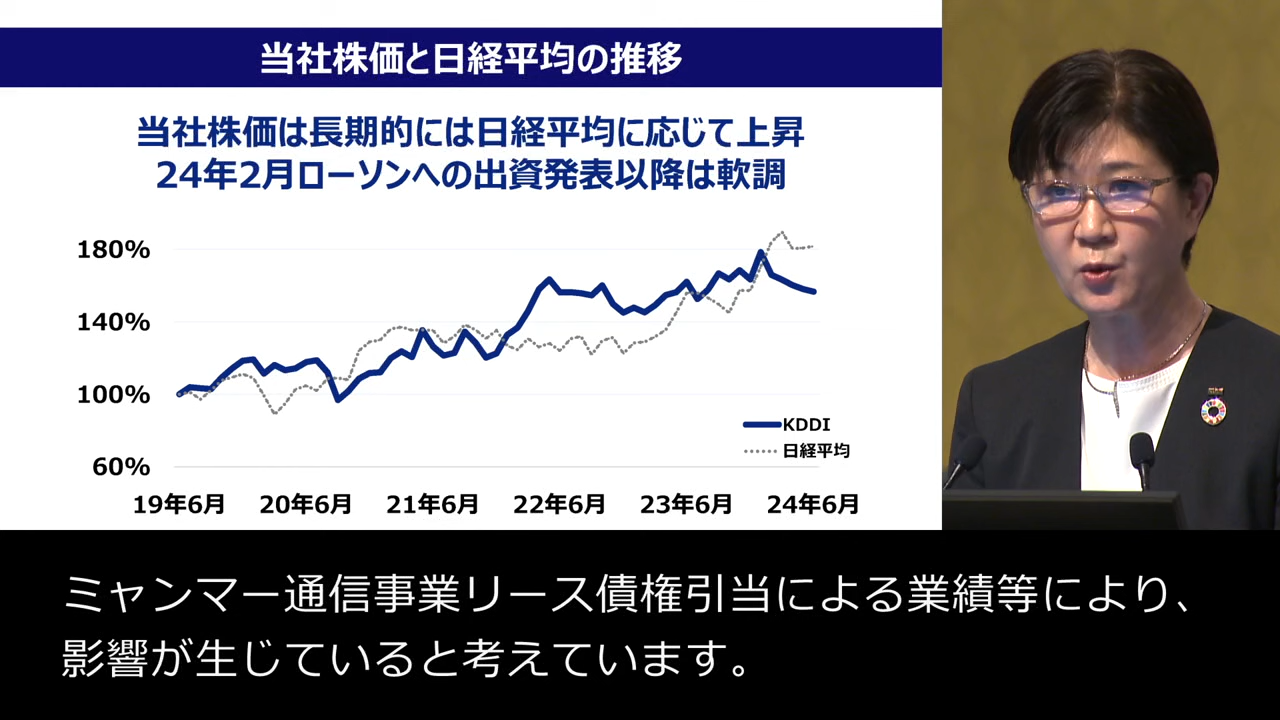 当社株価と日経平均の推移
当社株価は長期的には日経平均に応じて上昇
24年2月ローソンへの出資発表以降は軟調
180%
140%
100%
60%
KDDI
日経平均
19年6月 20年6月 21年6月 22年6月 23年6月 24年6月
ミャンマー通信事業リース債権引当による業績等により、
影響が生じていると考えています。